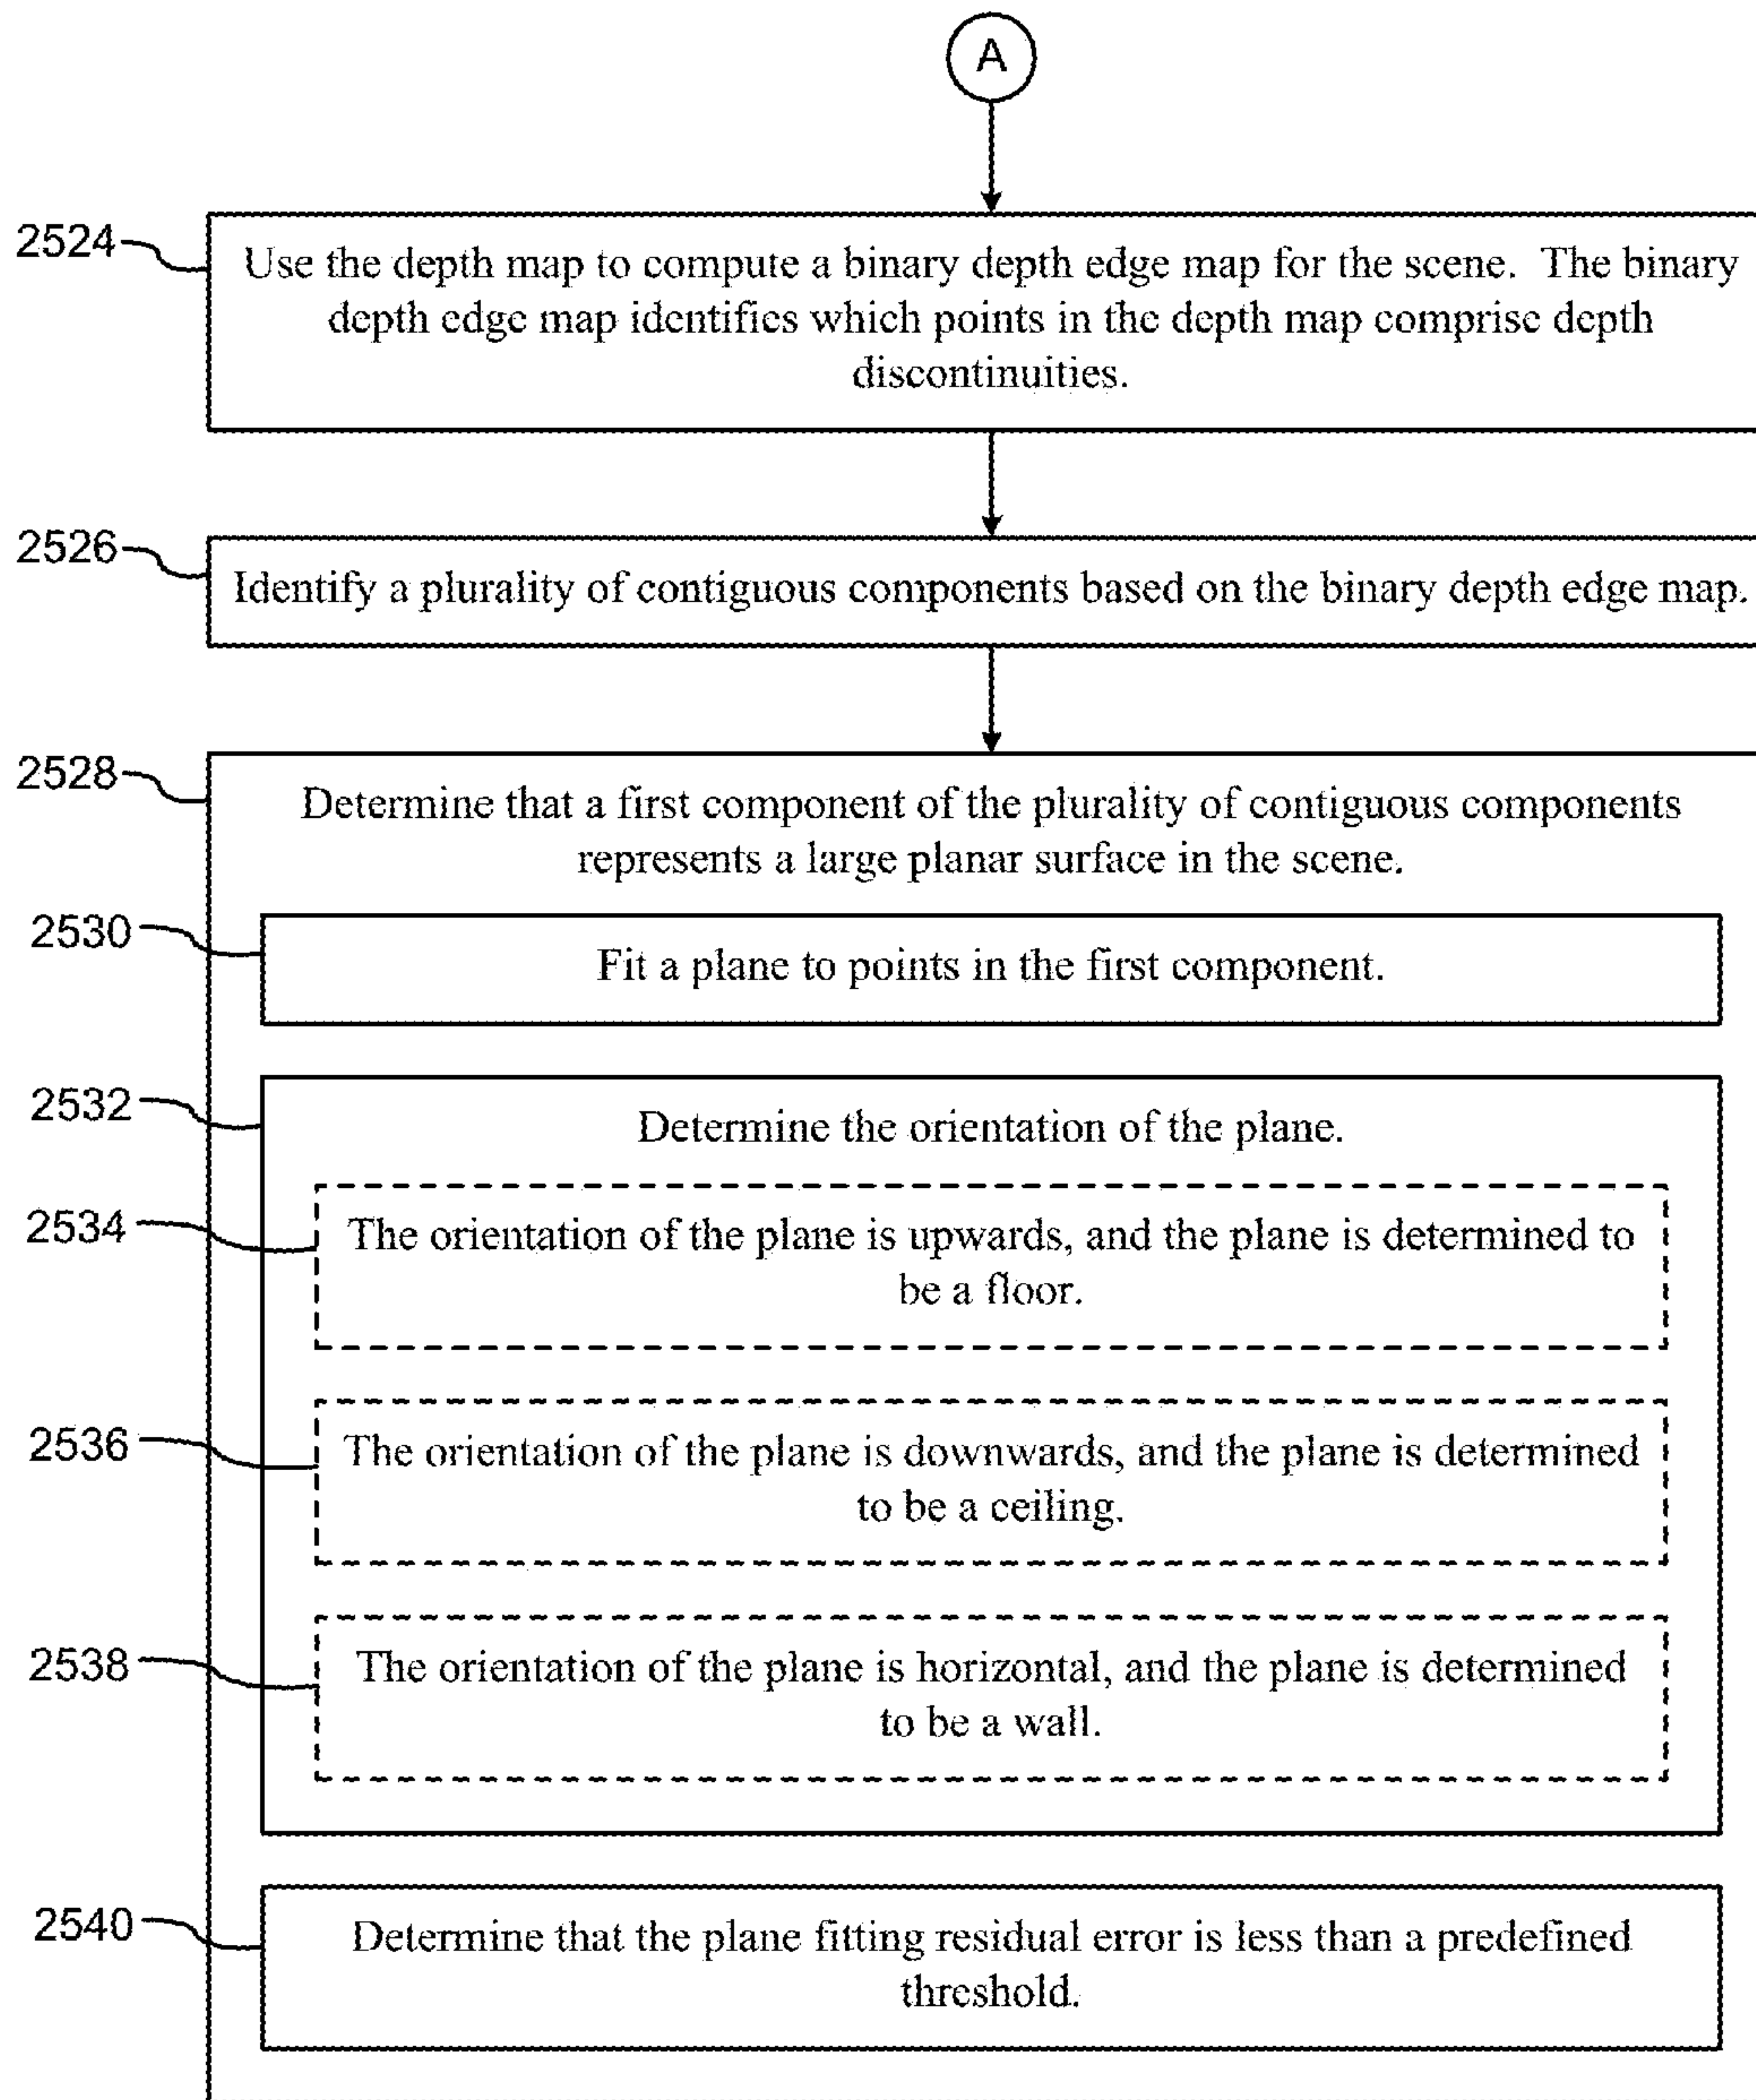 A
2524
Use the depth map to compute a binary depth edge map for the scene. The binary
depth edge map identifies which points in the depth map comprise depth
discontinuities.
2526
Identify a plurality of contiguous components based on the binary depth edge map.
2528
Determine that a first component of the plurality of contiguous components
represents a large planar surface in the scene.
2530
Fit a plane to points in the first component.
2532
Determine the orientation of the plane.
2534
The orientation of the plane is upwards, and the plane is determined to
be a floor.
2536
The orientation of the plane is downwards, and the plane is determined
to be a ceiling.
2538
The orientation of the plane is horizontal, and the plane is determined
to be a wall.
2540
Determine that the plane fitting residual error is less than a predefined
threshold.